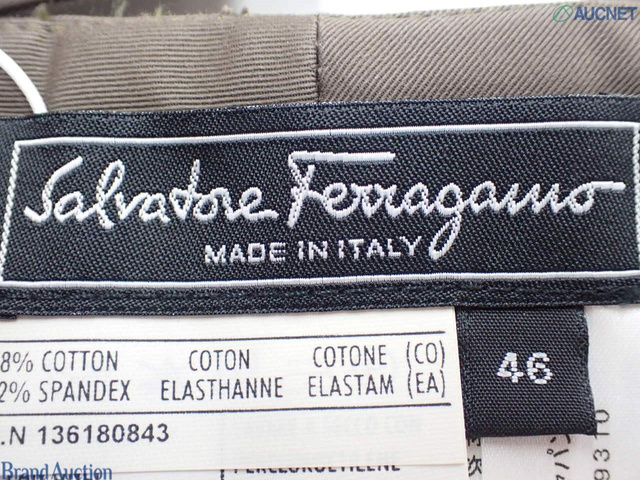 AUCNET
Salvatore Ferragamo
MADE IN ITALY
8% COTTON COTON COTONE (CO)
2% SPANDEX ELASTHANNE ELASTAM (EA)
.N 136180843
46
Brand Auction
9310